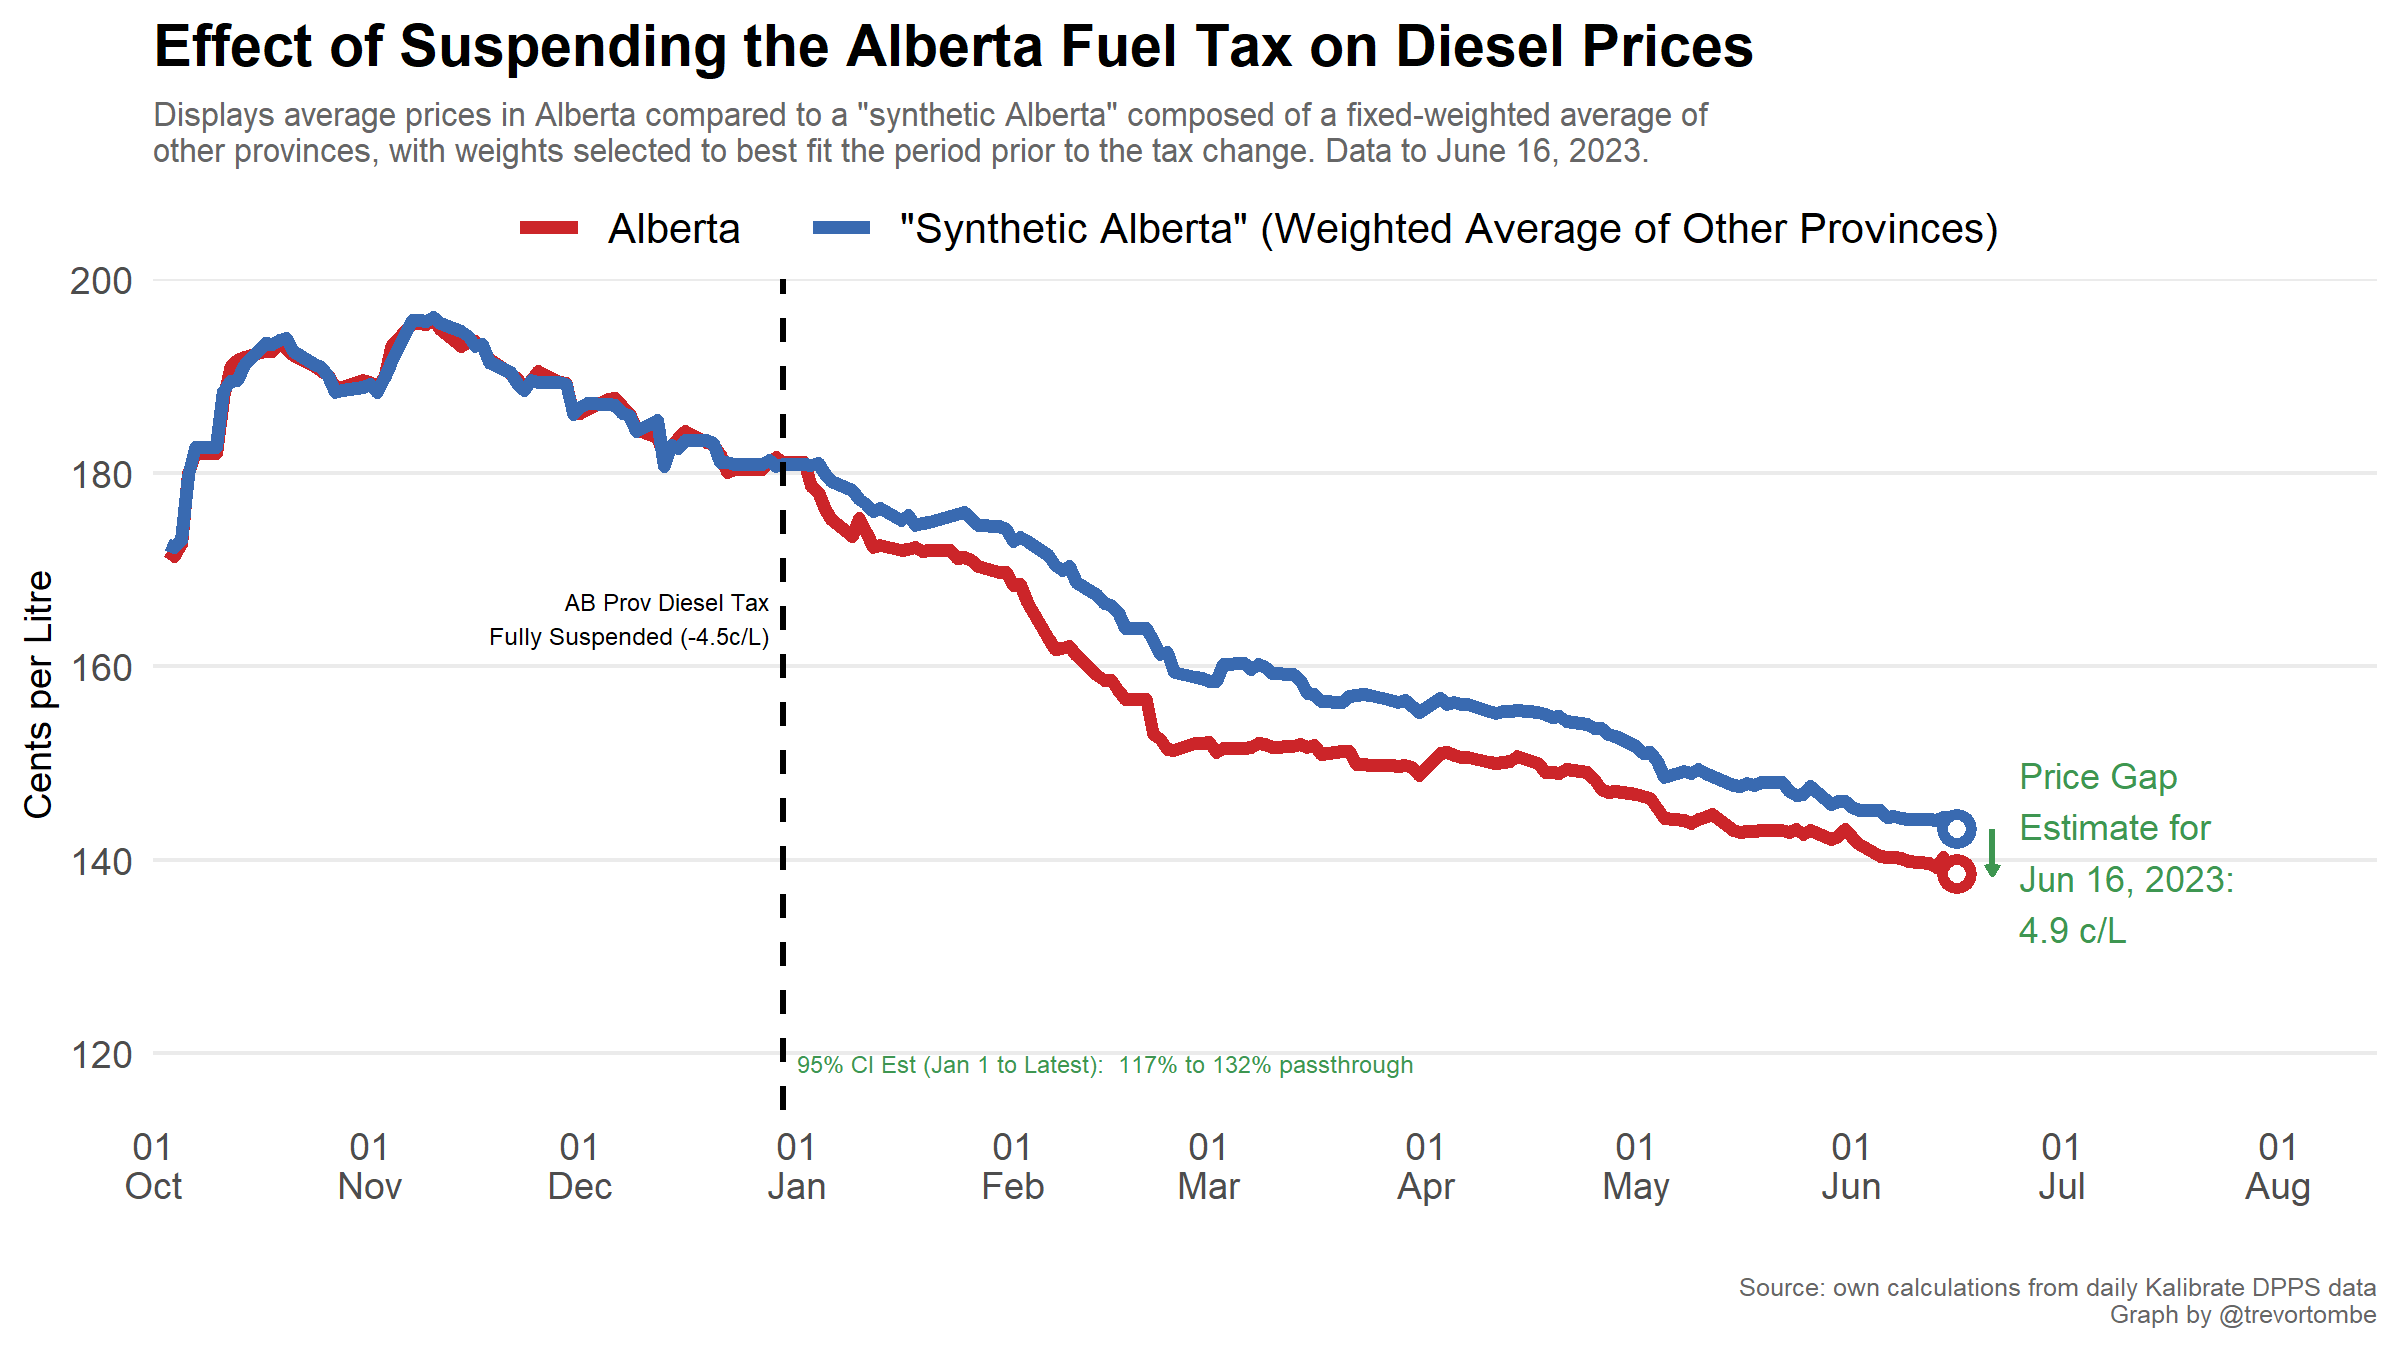 Effect of Suspending the Alberta Fuel Tax on Diesel Prices
Displays average prices in Alberta compared to a "synthetic Alberta" composed of a fixed-weighted average of
other provinces, with weights selected to best fit the period prior to the tax change. Data to June 16, 2023.
Alberta
"Synthetic Alberta" (Weighted Average of Other Provinces)
Cents per Litre
200
180
160
140
120
AB Prov Diesel Tax
Fully Suspended (-4.5c/L)
Price Gap
Estimate for
Jun 16, 2023:
4.9 c/L
95% CI Est (Jan 1 to Latest):  117% to 132% passthrough
01 01 01 01 01 01 01 01 01 01 01
Oct Nov Dec Jan Feb Mar Apr May Jun Jul Aug
Source: own calculations from daily Kalibrate DPPS data
Graph by @trevortombe